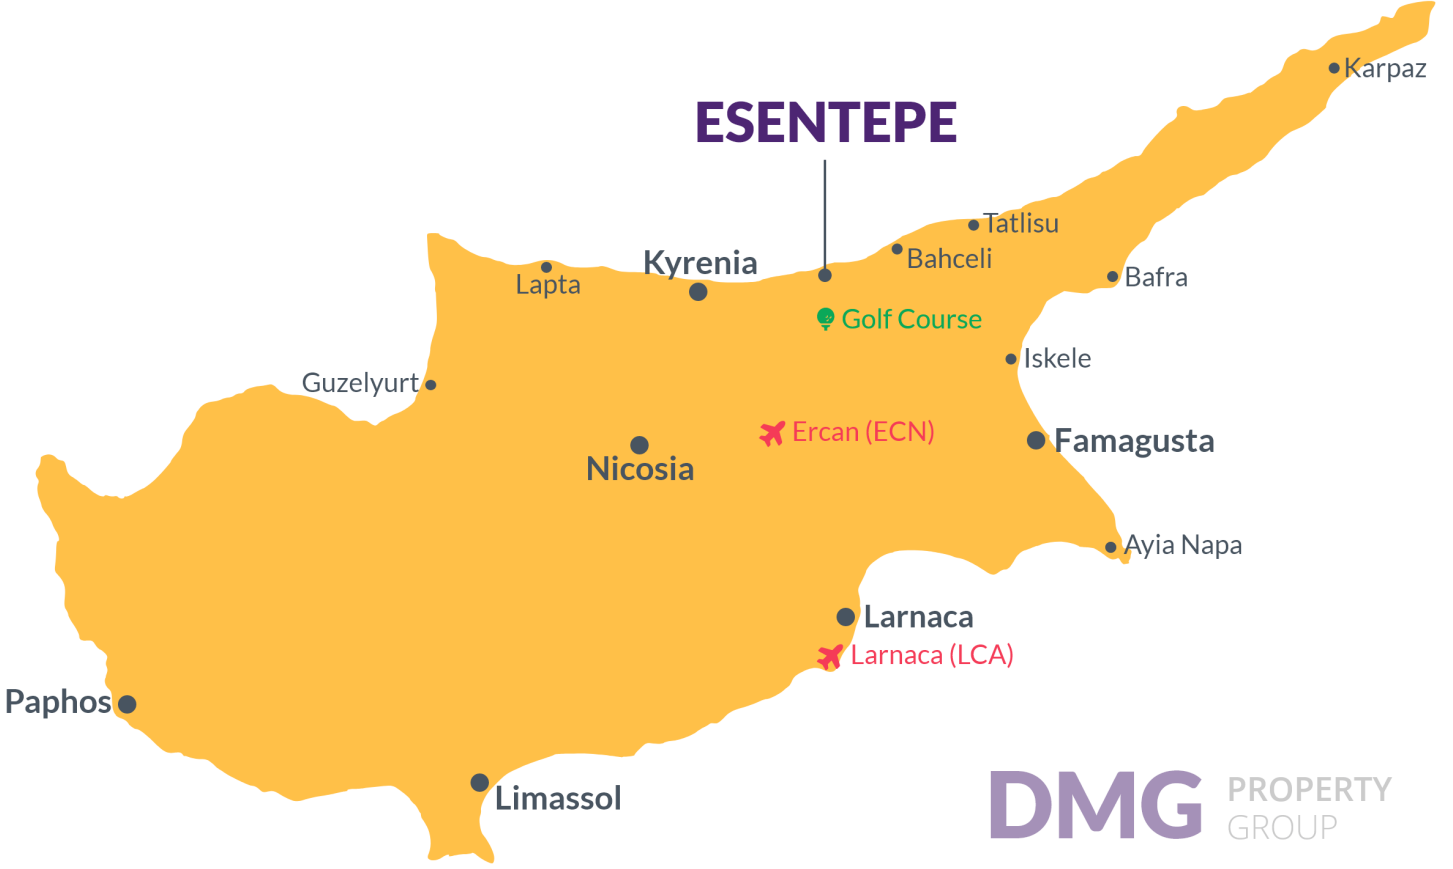 Karpaz
ESENTEPE
Tatlisu
Kyrenia
Bahceli
Lapta
Bafra
Golf Course
Iskele
Guzelyurt
Ercan (ECN)
Famagusta
Nicosia
Ayia Napa
Larnaca
Larnaca (LCA)
Paphos
Limassol
DMG PROPERTY
GROUP